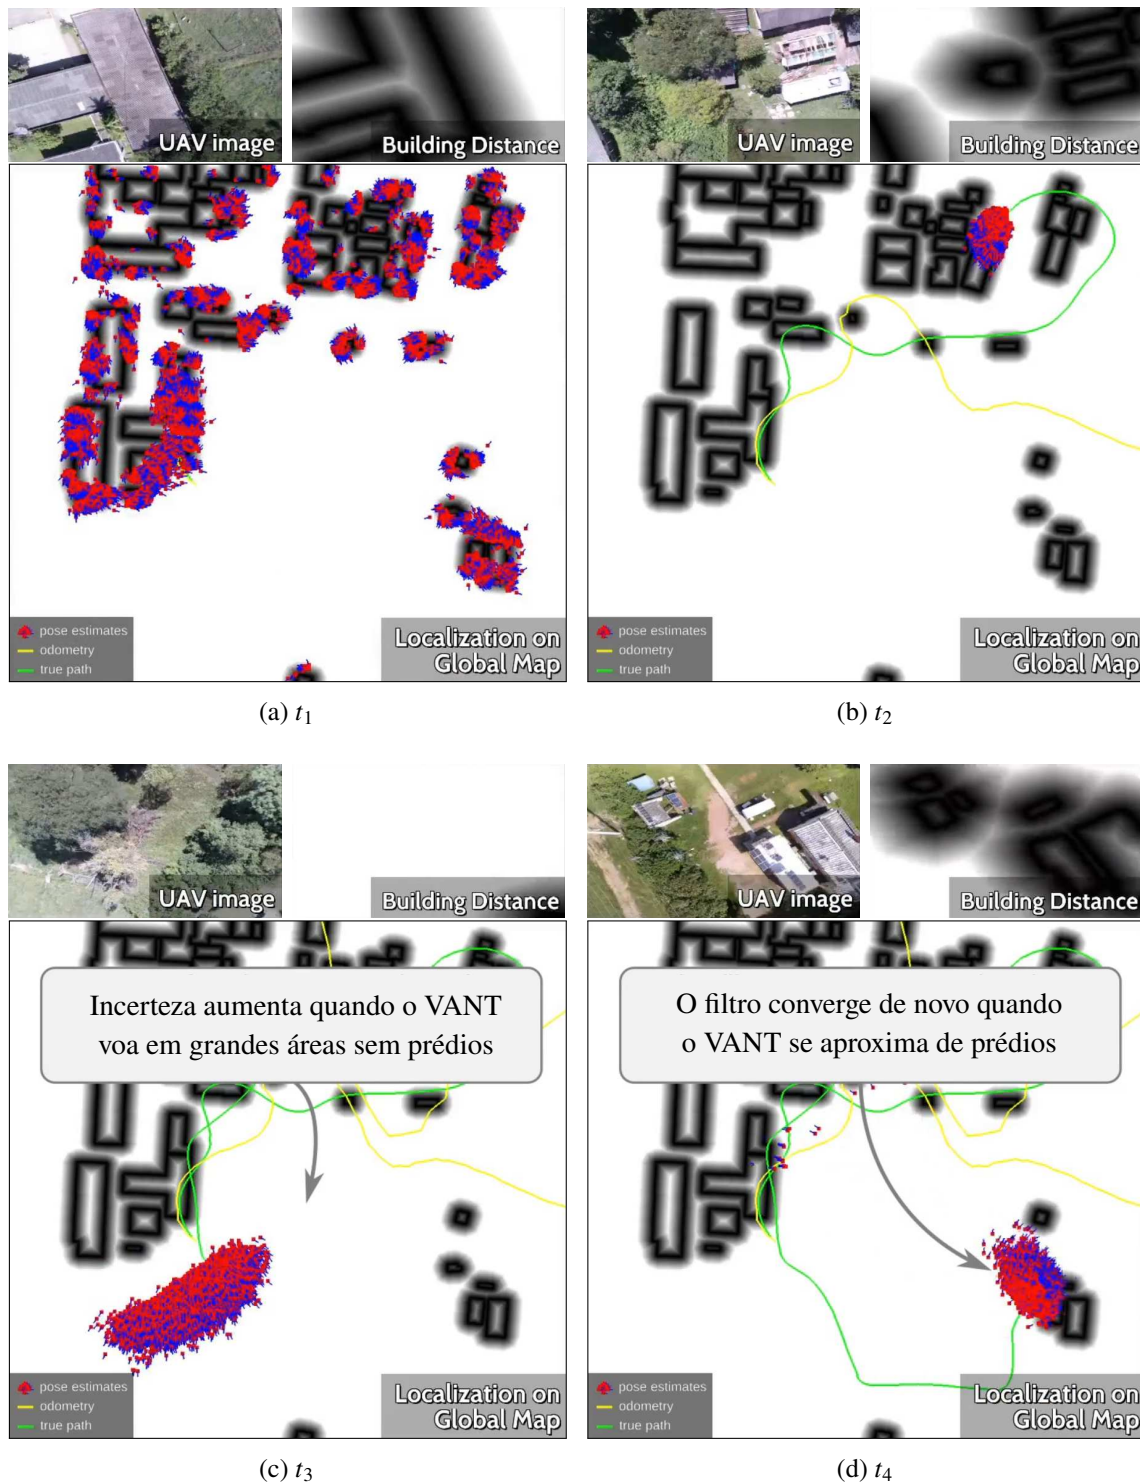 UAV image
Building Distance
pose estimates
odometry
true path
Localization on
Global Map
(a) t₁
UAV image
Building Distance
pose estimates
odometry
true path
Localization on
Global Map
(b) t₂
UAV image
Building Distance
Incerteza aumenta quando o VANT
voa em grandes áreas sem prédios
pose estimates
odometry
true path
Localization on
Global Map
(c) t₃
UAV image
Building Distance
O filtro converge de novo quando
o VANT se aproxima de prédios
pose estimates
odometry
true path
Localization on
Global Map
(d) t₄